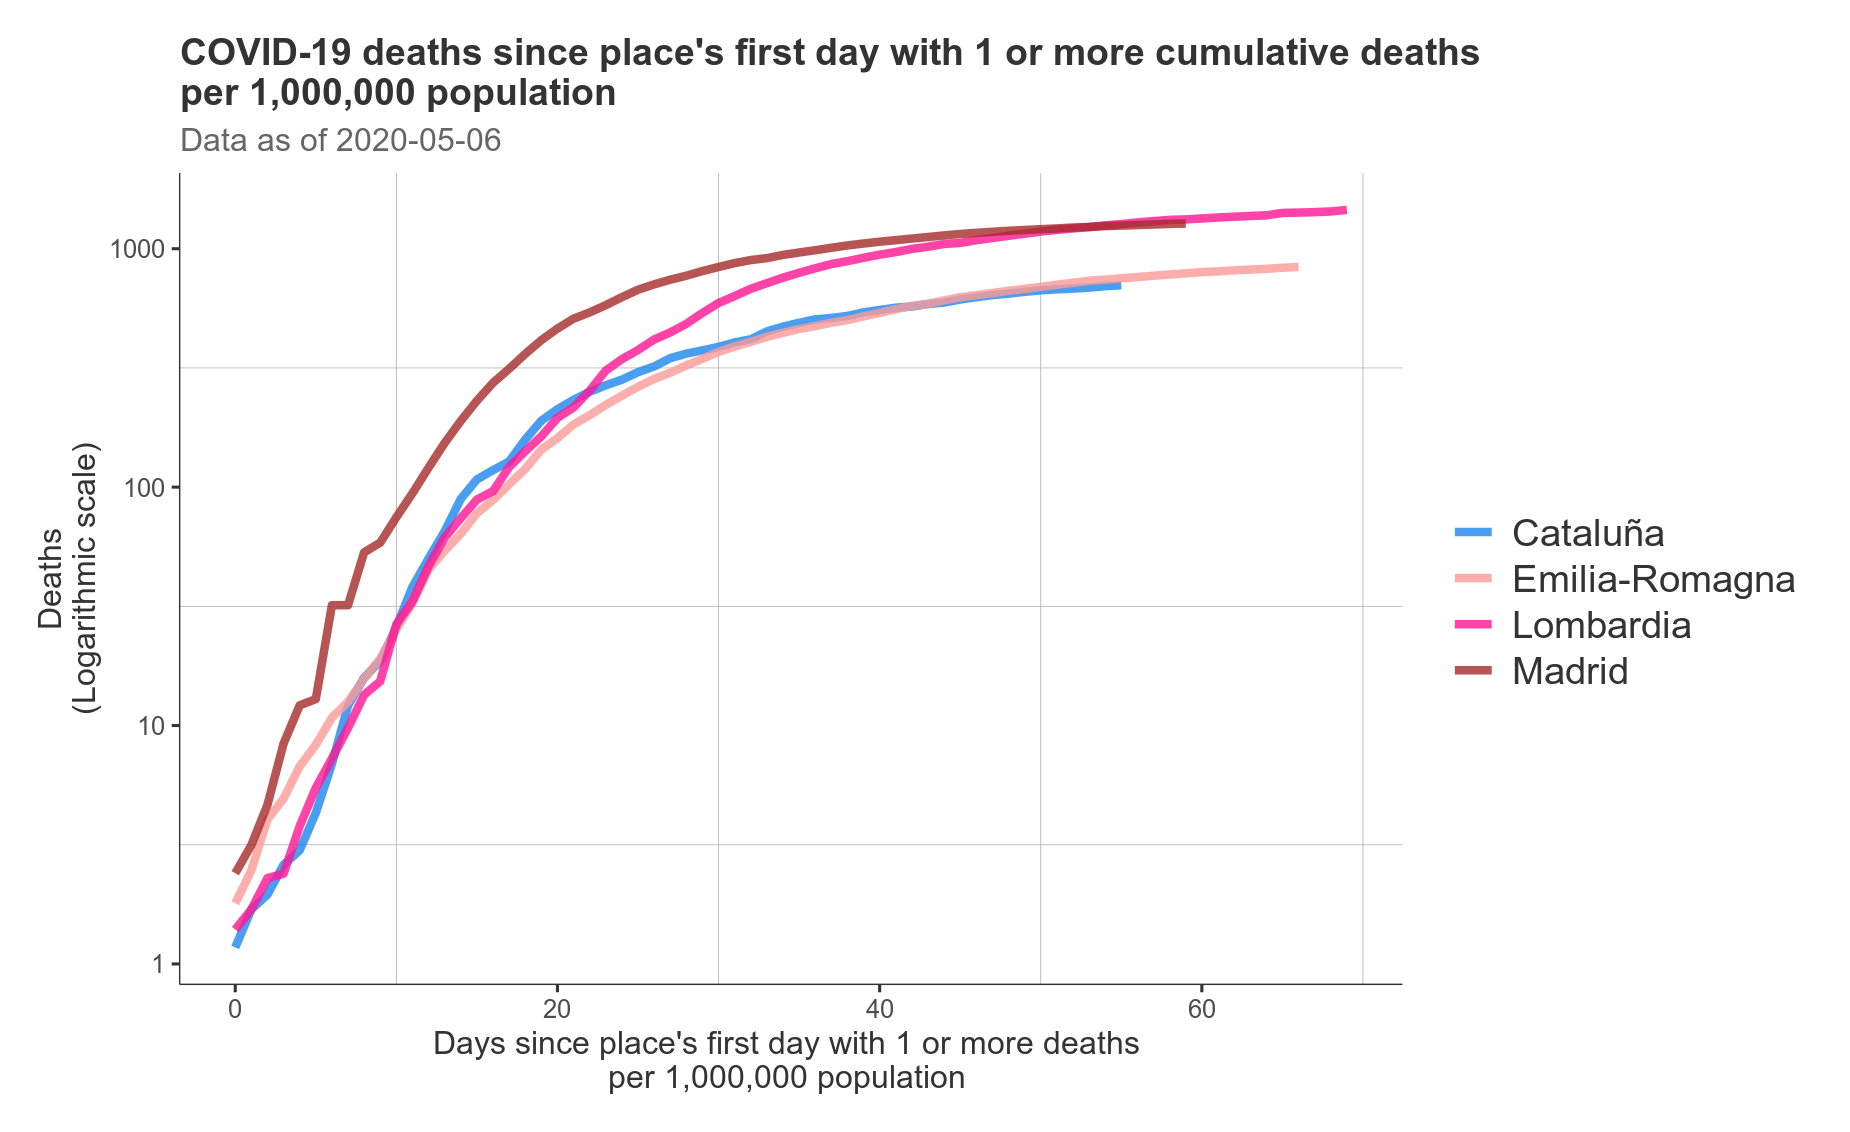 COVID-19 deaths since place's first day with 1 or more cumulative deaths
per 1,000,000 population
Data as of 2020-05-06
Deaths
(Logarithmic scale)
1000
100
10
1
0
20
40
60
Days since place's first day with 1 or more deaths
per 1,000,000 population
Cataluña
Emilia-Romagna
Lombardia
Madrid